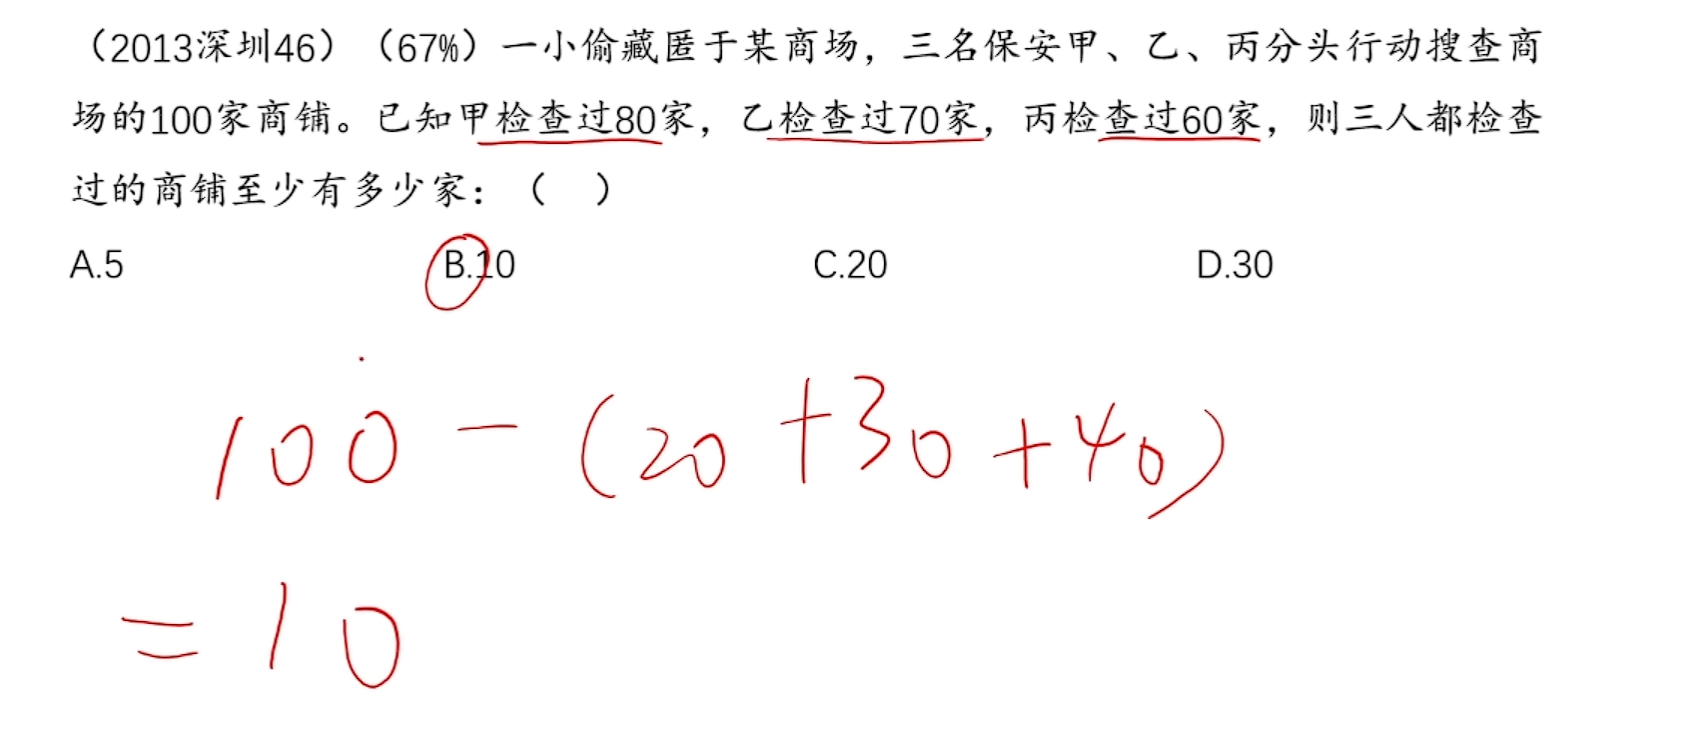 （2013深圳46）（67%）一小偷藏匿于某商场，三名保安甲、乙、丙分头行动搜查商
场的100家商铺。已知甲检查过80家，乙检查过70家，丙检查过60家，则三人都检查
过的商铺至少有多少家：（ ）
A.5 B.10 C.20 D.30
100 - (20+30+40)
= 10